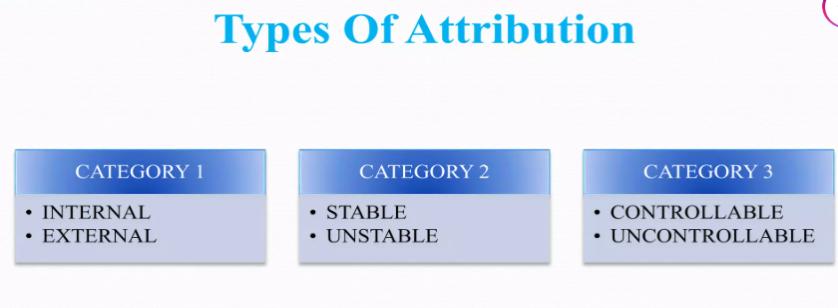 Types Of Attribution
CATEGORY 1
• INTERNAL
• EXTERNAL
CATEGORY 2
• STABLE
• UNSTABLE
CATEGORY 3
• CONTROLLABLE
• UNCONTROLLABLE